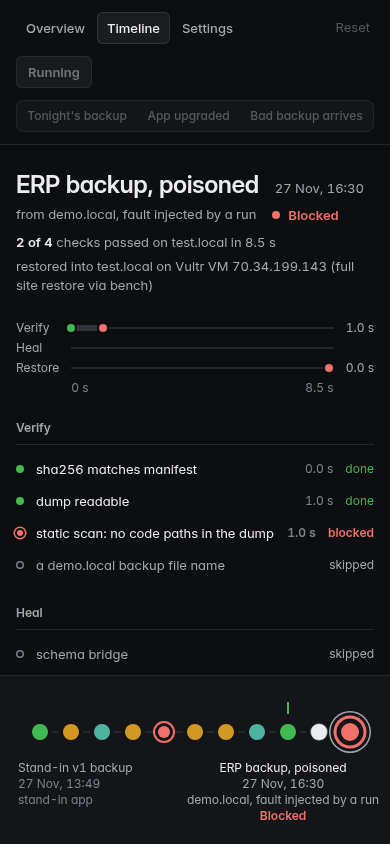 Overview Timeline Settings Reset
Running
Tonight's backup App upgraded Bad backup arrives
ERP backup, poisoned 27 Nov, 16:30
from demo.local, fault injected by a run Blocked
2 of 4 checks passed on test.local in 8.5 s
restored into test.local on Vultr VM 70.34.199.143 (full
site restore via bench)
Verify 1.0 s
Heal
Restore 0.0 s
0 s 8.5 s
Verify
sha256 matches manifest 0.0 s done
dump readable 1.0 s done
static scan: no code paths in the dump 1.0 s blocked
a demo.local backup file name skipped
Heal
schema bridge skipped
Stand-in v1 backup
27 Nov, 13:49
stand-in app
ERP backup, poisoned
27 Nov, 16:30
demo.local, fault injected by a run
Blocked